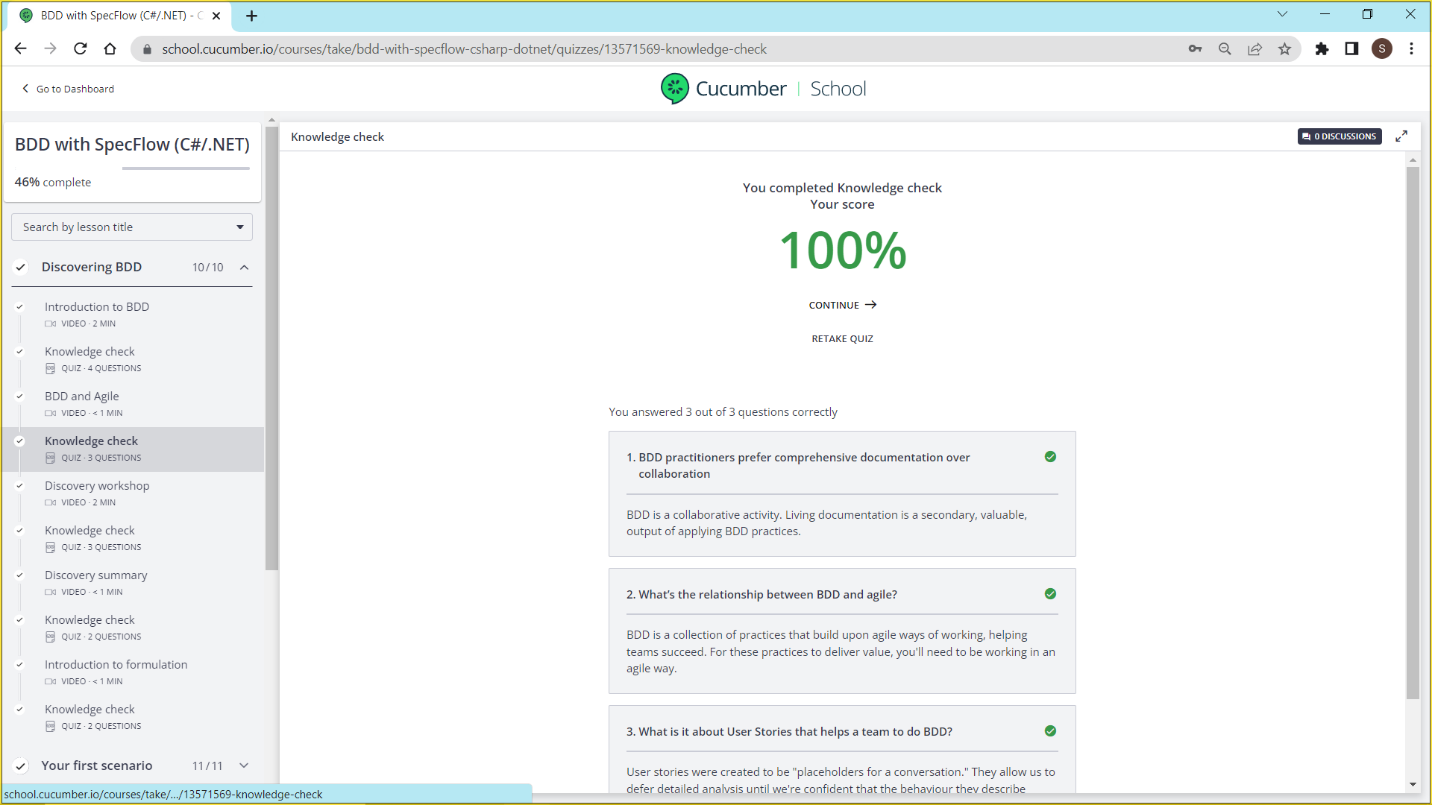 BDD with SpecFlow (C#/.NET) - C
school.cucumber.io/courses/take/bdd-with-specflow-csharp-dotnet/quizzes/13571569-knowledge-check
S
Go to Dashboard
Cucumber | School
BDD with SpecFlow (C#/.NET)
46% complete
Search by lesson title
Discovering BDD 10 / 10
Introduction to BDD
VIDEO · 2 MIN
Knowledge check
QUIZ · 4 QUESTIONS
BDD and Agile
VIDEO · < 1 MIN
Knowledge check
QUIZ · 3 QUESTIONS
Discovery workshop
VIDEO · 2 MIN
Knowledge check
QUIZ · 3 QUESTIONS
Discovery summary
VIDEO · < 1 MIN
Knowledge check
QUIZ · 2 QUESTIONS
Introduction to formulation
VIDEO · < 1 MIN
Knowledge check
QUIZ · 2 QUESTIONS
Your first scenario 11 / 11
school.cucumber.io/courses/take/.../13571569-knowledge-check
Knowledge check
0 DISCUSSIONS
You completed Knowledge check
Your score
100%
CONTINUE →
RETAKE QUIZ
You answered 3 out of 3 questions correctly
1. BDD practitioners prefer comprehensive documentation over
collaboration
BDD is a collaborative activity. Living documentation is a secondary, valuable,
output of applying BDD practices.
2. What's the relationship between BDD and agile?
BDD is a collection of practices that build upon agile ways of working, helping
teams succeed. For these practices to deliver value, you'll need to be working in an
agile way.
3. What is it about User Stories that helps a team to do BDD?
User stories were created to be "placeholders for a conversation." They allow us to
defer detailed analysis until we're confident that the behaviour they describe